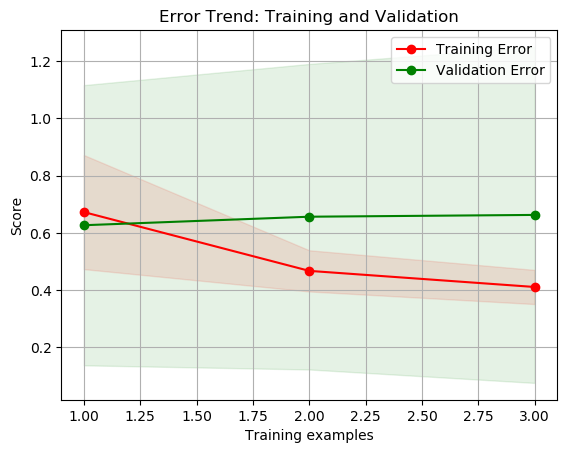 Error Trend: Training and Validation
Training Error
Validation Error
Score
1.2
1.0
0.8
0.6
0.4
0.2
1.00 1.25 1.50 1.75 2.00 2.25 2.50 2.75 3.00
Training examples